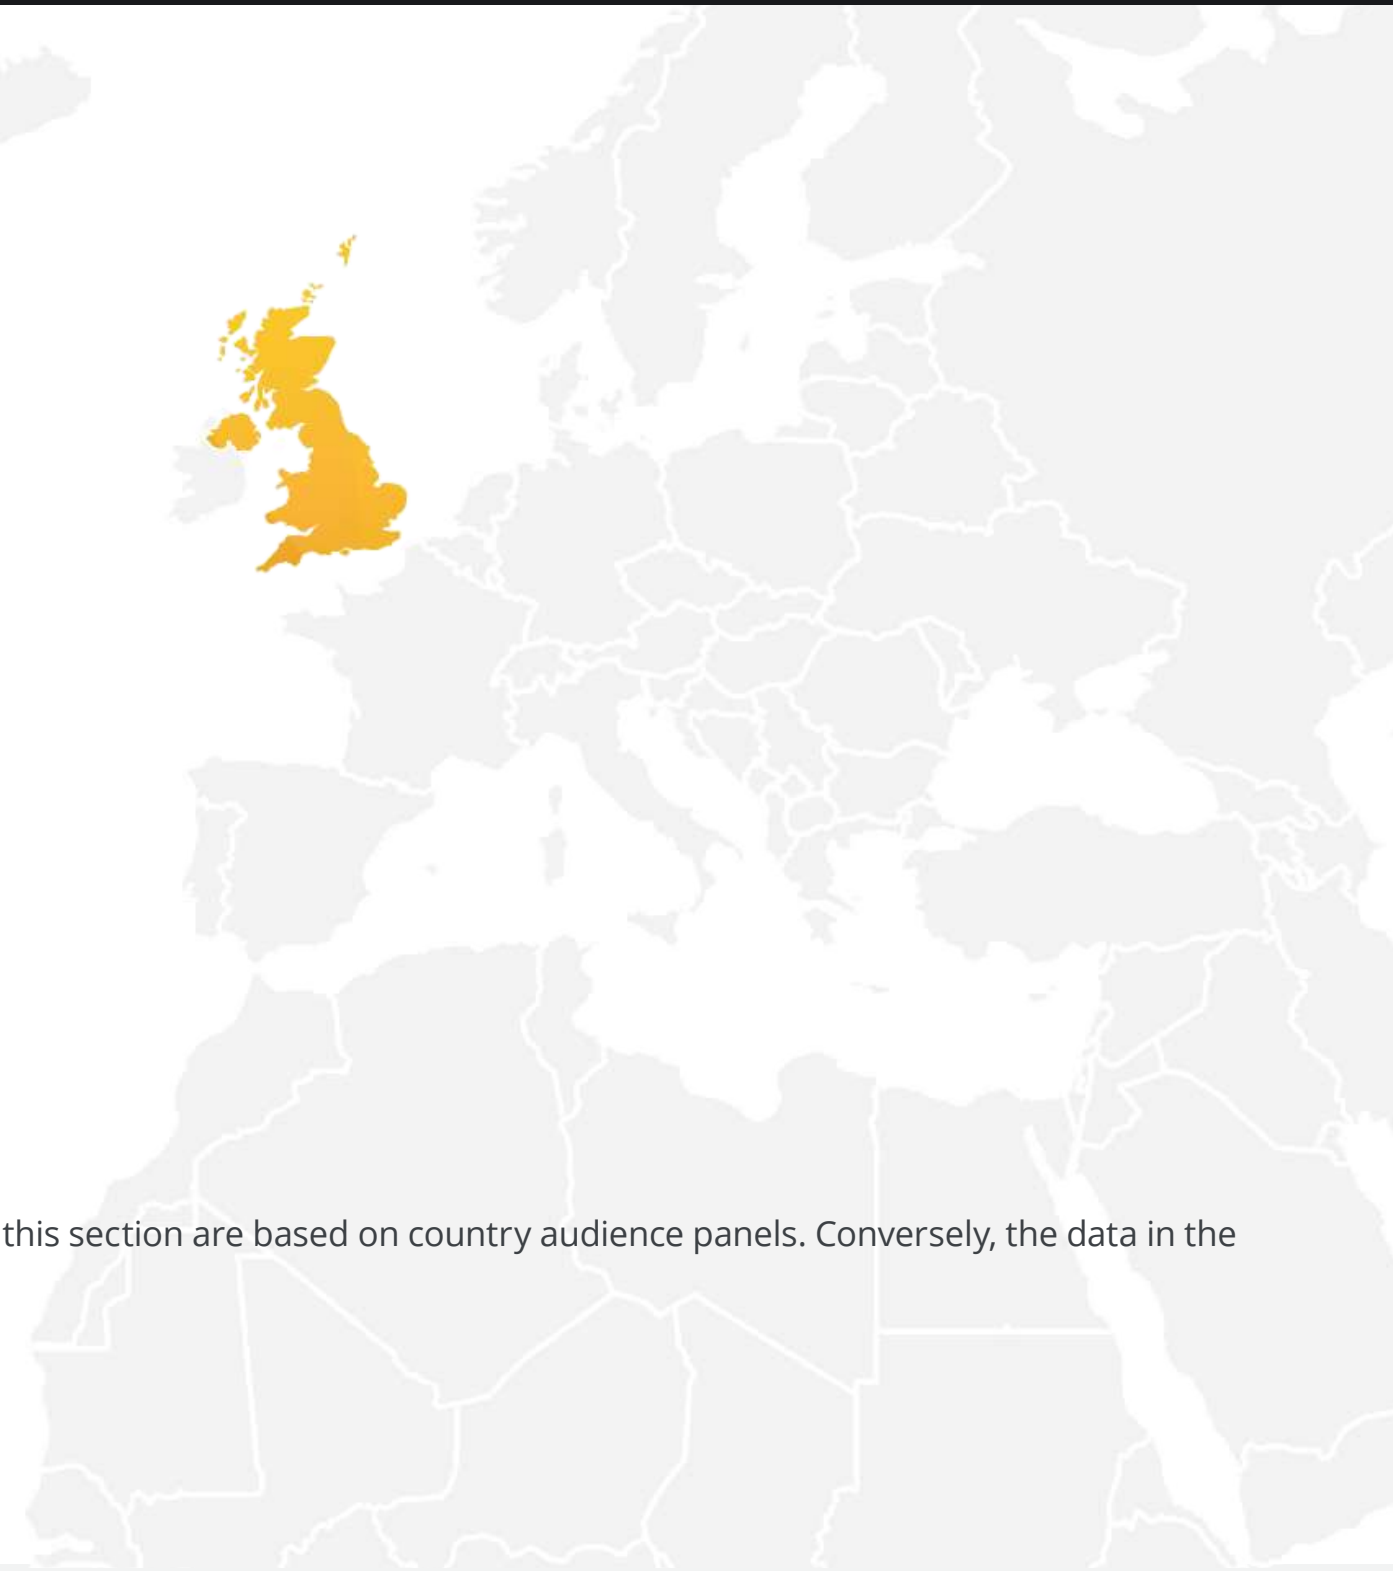 this section are based on country audience panels. Conversely, the data in the